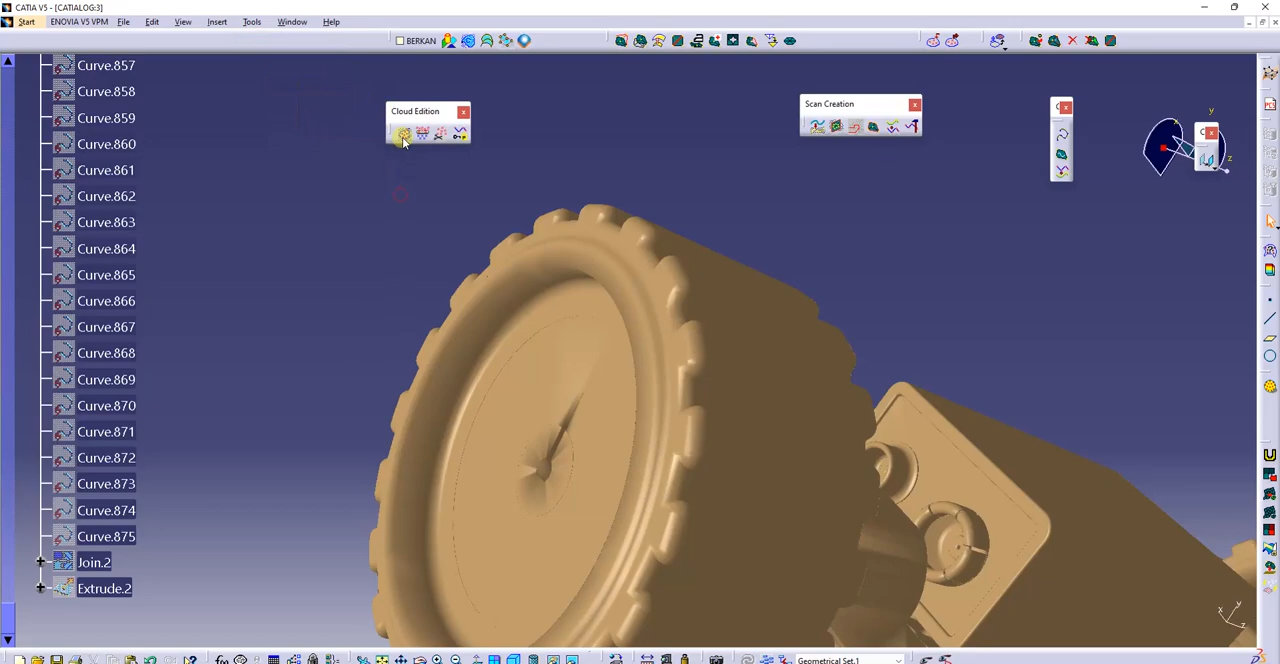 CATIA V5 - [CATIALOG:3]
Start ENOVIA V5 VPM File Edit View Insert Tools Window Help
BERKAN
Curve.857
Curve.858
Curve.859
Curve.860
Curve.861
Curve.862
Curve.863
Curve.864
Curve.865
Curve.866
Curve.867
Curve.868
Curve.869
Curve.870
Curve.871
Curve.872
Curve.873
Curve.874
Curve.875
Join.2
Extrude.2
Cloud Edition
Scan Creation
C
C
y
x
z
x y
z
Geometrical Set.1